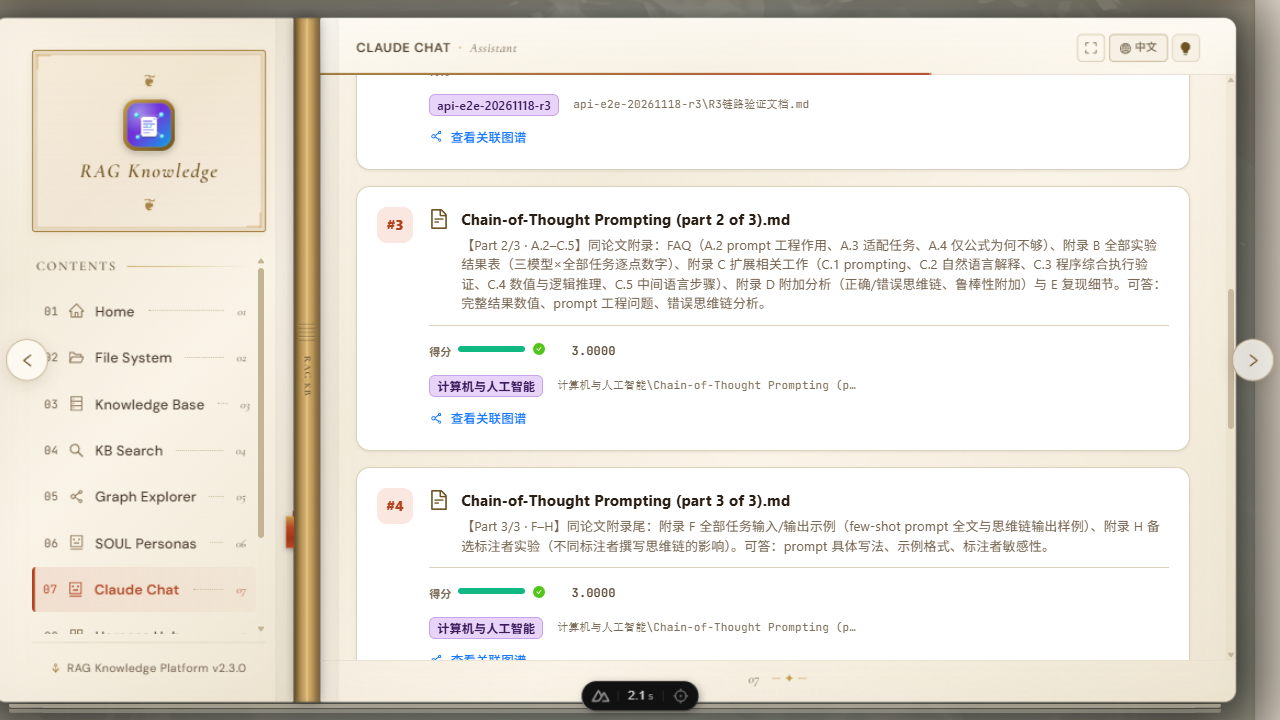 RAG Knowledge
CONTENTS
01 Home 01
02 File System 02
03 Knowledge Base 03
04 KB Search 04
05 Graph Explorer 05
06 SOUL Personas 06
07 Claude Chat 07
RAG Knowledge Platform v2.3.0
RAG KB
CLAUDE CHAT · Assistant
中文
api-e2e-20261118-r3 api-e2e-20261118-r3\R3链路验证文档.md
查看关联图谱
#3 Chain-of-Thought Prompting (part 2 of 3).md
【Part 2/3 · A.2–C.5】同论文附录：FAQ（A.2 prompt 工程作用、A.3 适配任务、A.4 仅公式为何不够）、附录 B 全部实验
结果表（三模型×全部任务逐点数字）、附录 C 扩展相关工作（C.1 prompting、C.2 自然语言解释、C.3 程序综合执行验
证、C.4 数值与逻辑推理、C.5 中间语言步骤）、附录 D 附加分析（正确/错误思维链、鲁棒性附加）与 E 复现细节。可答：
完整结果数值、prompt 工程问题、错误思维链分析。
得分 3.0000
计算机与人工智能 计算机与人工智能\Chain-of-Thought Prompting (p…
查看关联图谱
#4 Chain-of-Thought Prompting (part 3 of 3).md
【Part 3/3 · F–H】同论文附录尾：附录 F 全部任务输入/输出示例（few-shot prompt 全文与思维链输出样例）、附录 H 备
选标注者实验（不同标注者撰写思维链的影响）。可答：prompt 具体写法、示例格式、标注者敏感性。
得分 3.0000
计算机与人工智能 计算机与人工智能\Chain-of-Thought Prompting (p…
查看关联图谱
07
2.1 s